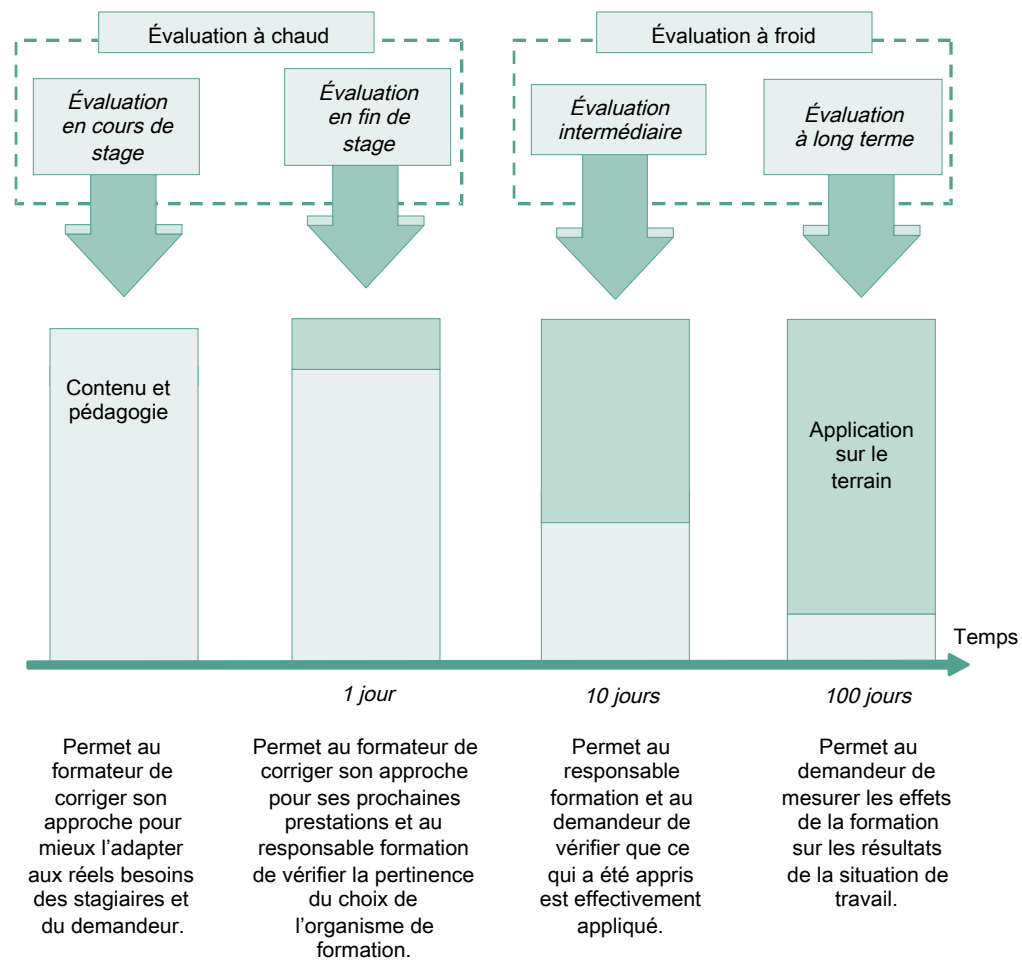 Évaluation à chaud
Évaluation à froid
Évaluation
en cours de
stage
Évaluation
en fin de
stage
Évaluation
intermédiaire
Évaluation
à long terme
Contenu et
pédagogie
Application
sur le
terrain
Temps
1 jour
10 jours
100 jours
Permet au
formateur de
corriger son
approche pour
mieux l’adapter
aux réels besoins
des stagiaires et
du demandeur.
Permet au formateur de
corriger son approche
pour ses prochaines
prestations et au
responsable formation
de vérifier la pertinence
du choix de
l’organisme de
formation.
Permet au
responsable
formation et au
demandeur de
vérifier que ce
qui a été appris
est effectivement
appliqué.
Permet au
demandeur de
mesurer les effets
de la formation
sur les résultats
de la situation de
travail.